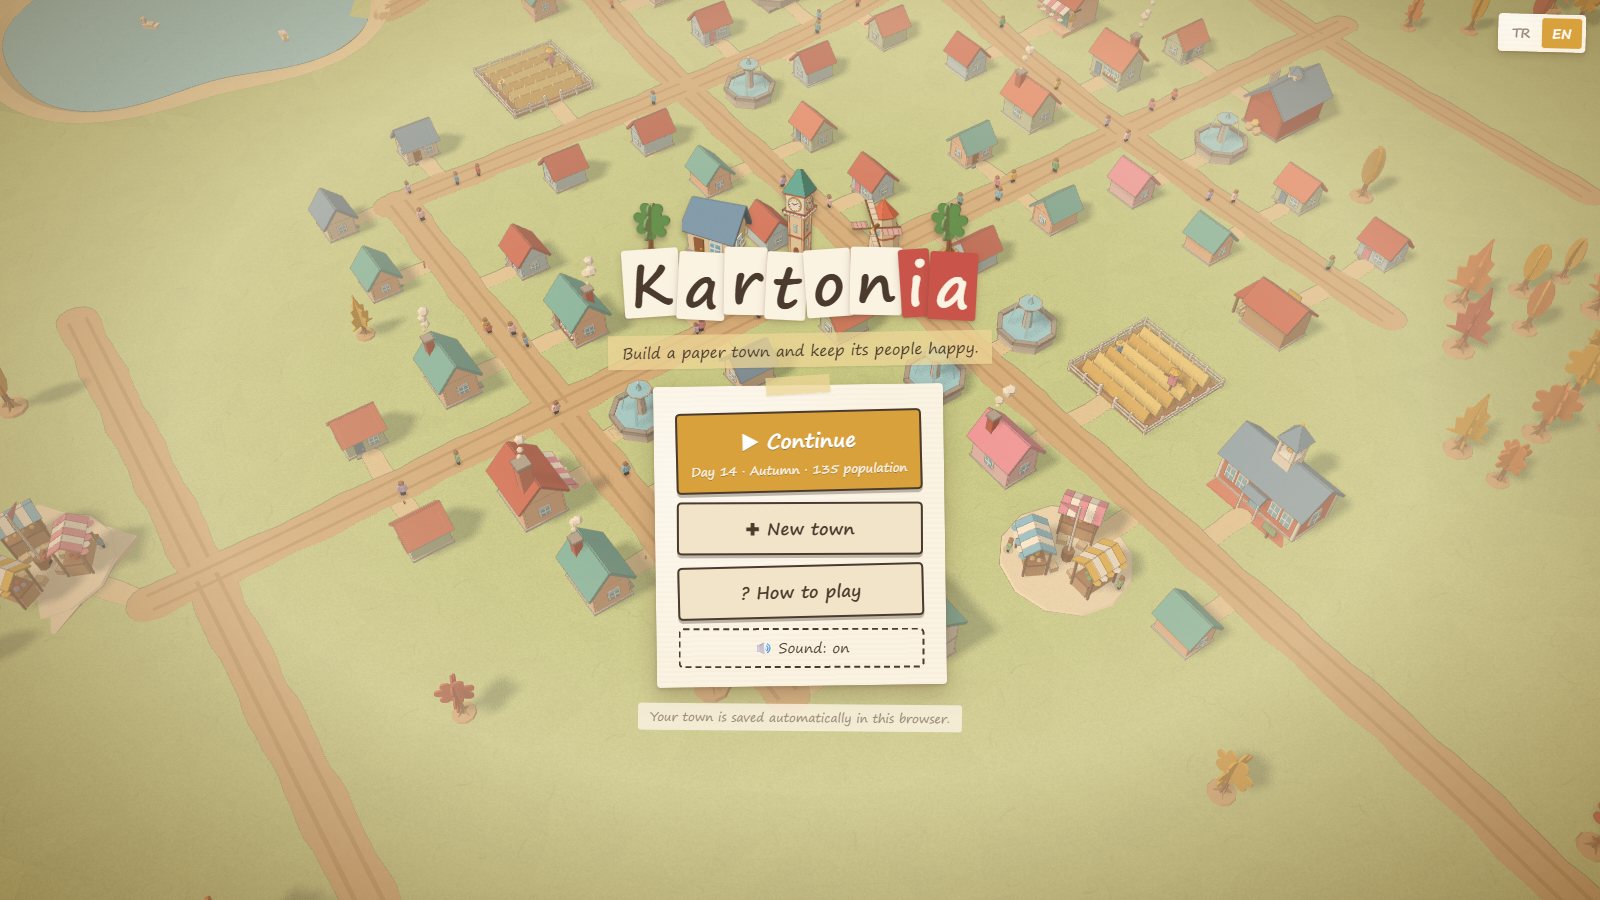 TR EN
Kartonia
Build a paper town and keep its people happy.
▶ Continue
Day 14 · Autumn · 135 population
✚ New town
? How to play
🔊 Sound: on
Your town is saved automatically in this browser.